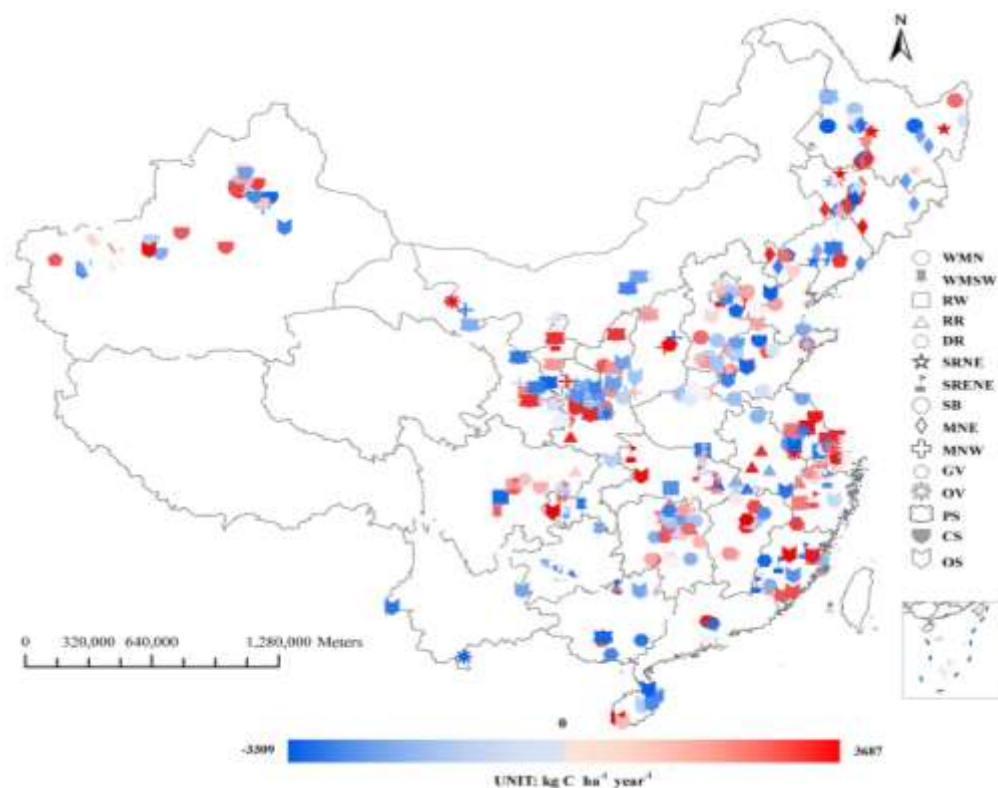 N
WMN
WMSW
RW
RR
DR
SRNE
SRENE
SB
MNE
MNW
GV
OV
PS
CS
OS
0 320,000 640,000 1,280,000 Meters
0
-3309 3687
UNIT: kg C ha⁻¹ year⁻¹